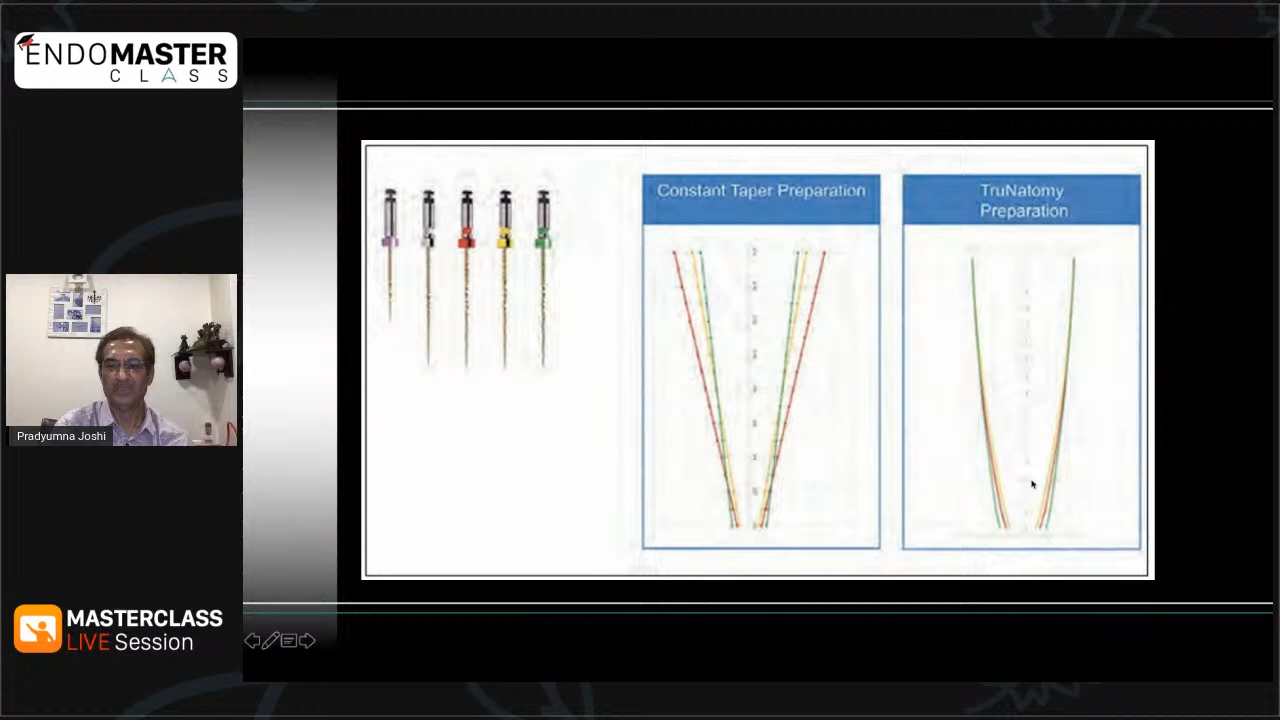 ENDOMASTER
CLASS
Constant Taper Preparation
TruNatomy
Preparation
Pradyumna Joshi
MASTERCLASS
LIVE Session